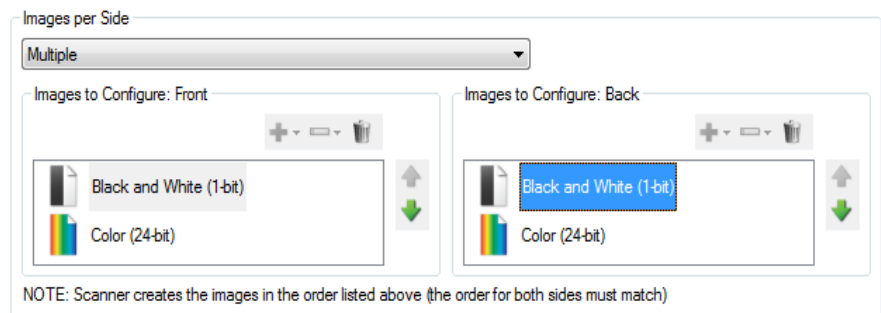 Images per Side
Multiple
Images to Configure: Front
Images to Configure: Back
Black and White (1-bit)
Black and White (1-bit)
Color (24-bit)
Color (24-bit)
NOTE: Scanner creates the images in the order listed above (the order for both sides must match)